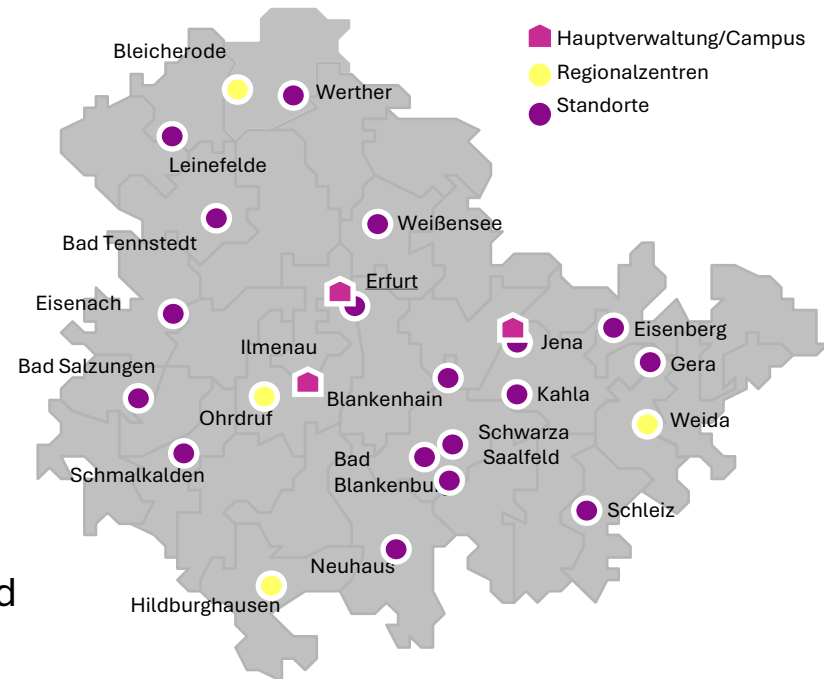 Bleicherode
Hauptverwaltung/Campus
Regionalzentren
Standorte
Werther
Leinefelde
Weißensee
Bad Tennstedt
Erfurt
Eisenach
Ilmenau
Jena
Eisenberg
Gera
Bad Salzungen
Ohrdruf
Blankenhain
Kahla
Weida
Schwarza
Saalfeld
Bad
Blankenburg
Schmalkalden
Schleiz
Neuhaus
Hildburghausen
d